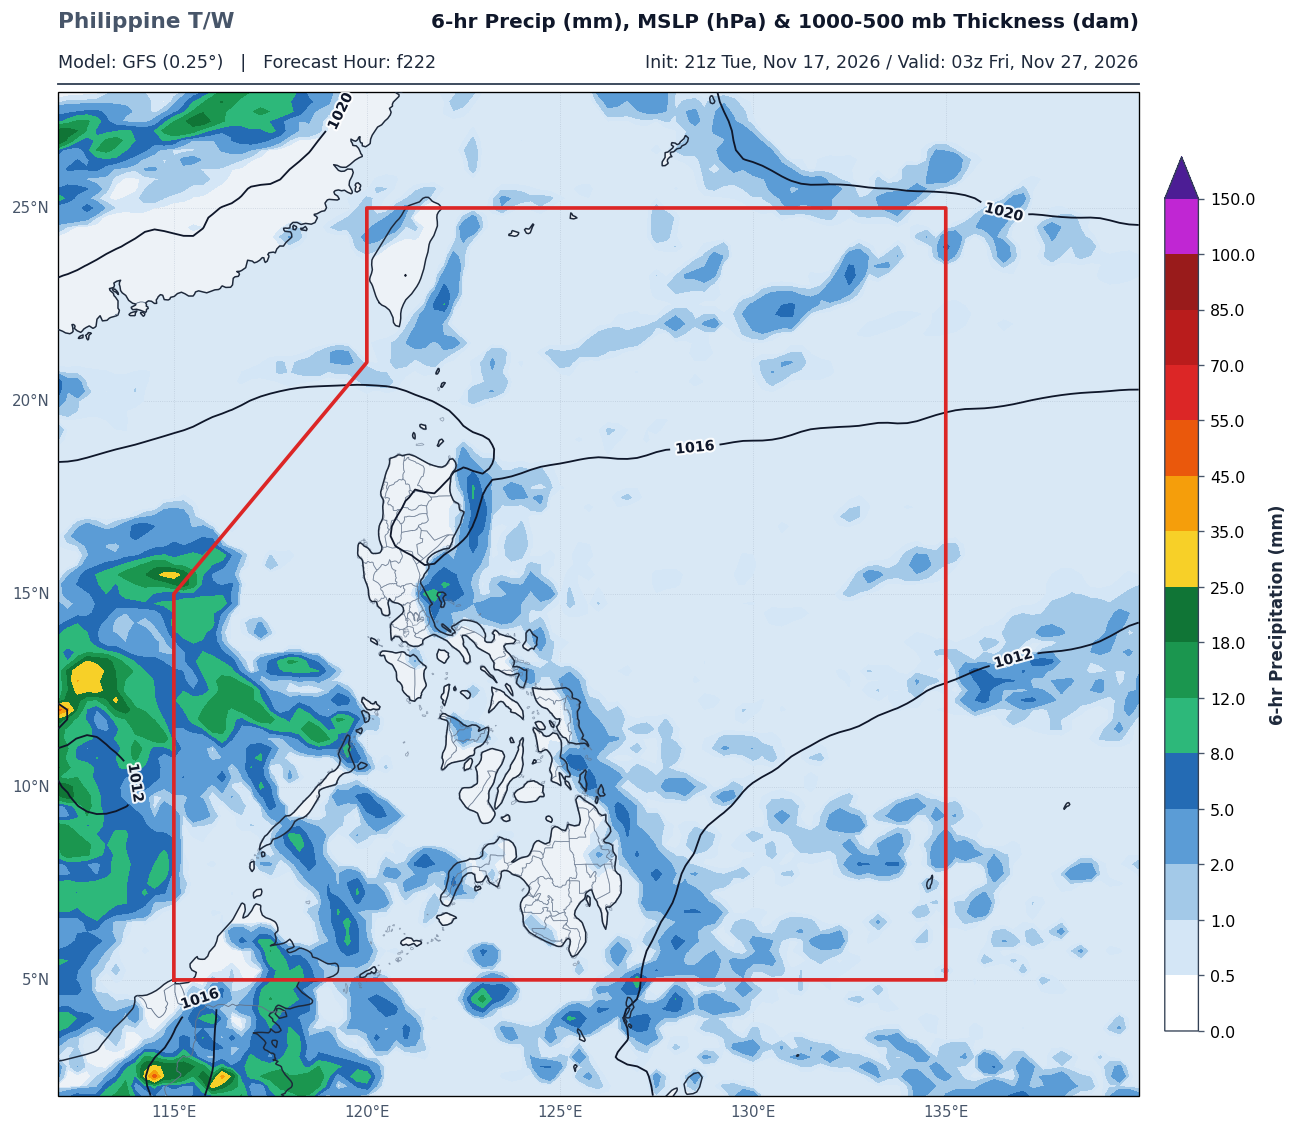 Philippine T/W
6-hr Precip (mm), MSLP (hPa) & 1000-500 mb Thickness (dam)
Model: GFS (0.25°) | Forecast Hour: f222
Init: 21z Tue, Nov 17, 2026 / Valid: 03z Fri, Nov 27, 2026
1020
1020
1016
1012
1012
1016
25°N
20°N
15°N
10°N
5°N
115°E
120°E
125°E
130°E
135°E
150.0
100.0
85.0
70.0
55.0
45.0
35.0
25.0
18.0
12.0
8.0
5.0
2.0
1.0
0.5
0.0
6-hr Precipitation (mm)